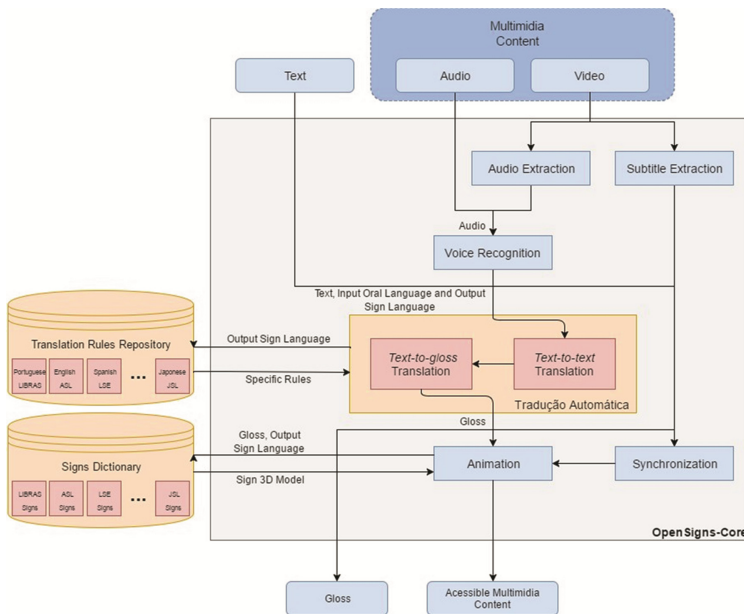 Multimidia
Content
Text
Audio
Video
Audio Extraction
Subtitle Extraction
Audio
Voice Recognition
Text, Input Oral Language and Output
Sign Language
Translation Rules Repository
Portuguese
LIBRAS
English
ASL
Spanish
LSE
...
Japonese
JSL
Output Sign Language
Specific Rules
Text-to-gloss
Translation
Text-to-text
Translation
Tradução Automática
Gloss
Signs Dictionary
LIBRAS
Signs
ASL
Signs
LSE
Signs
...
JSL
Signs
Gloss, Output
Sign Language
Sign 3D Model
Animation
Synchronization
OpenSigns-Core
Gloss
Acessible Multimidia
Content